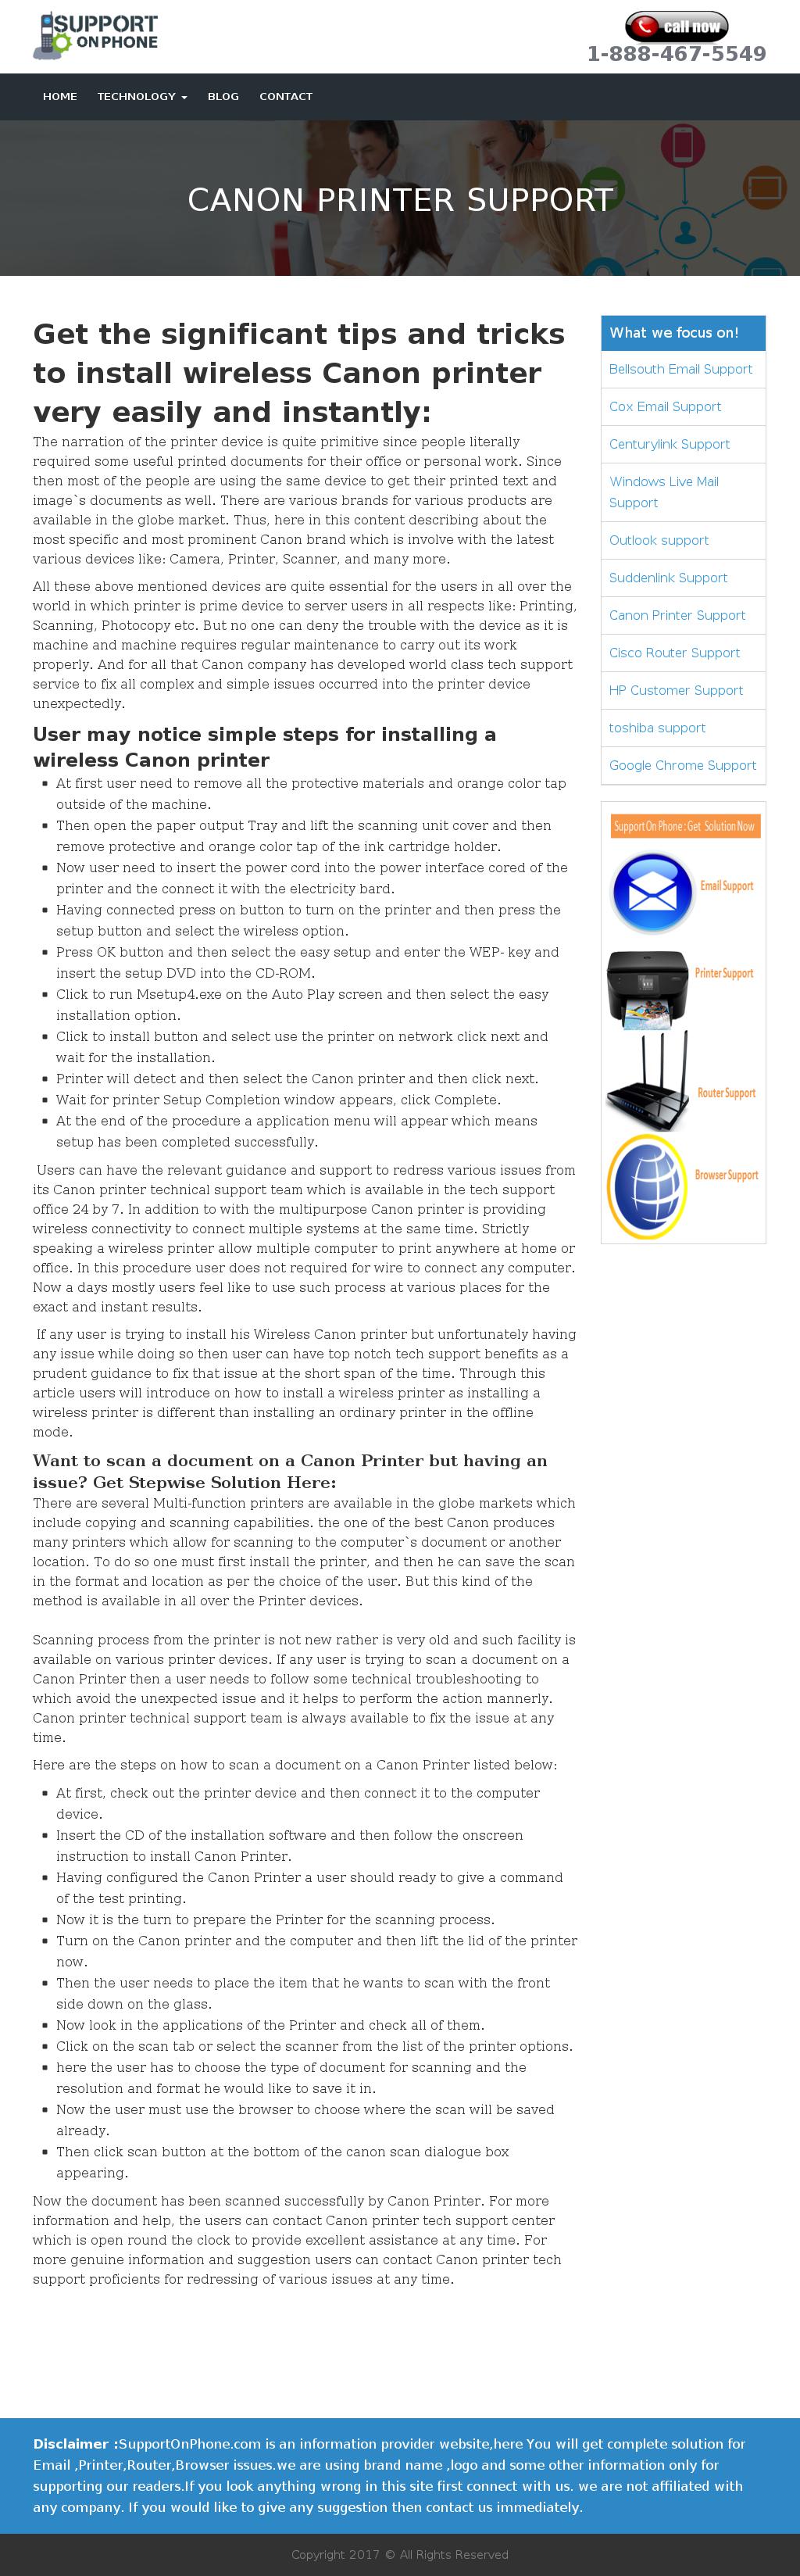 SUPPORT
ON PHONE
call now
1-888-467-5549
HOME TECHNOLOGY BLOG CONTACT
CANON PRINTER SUPPORT
Get the significant tips and tricks
to install wireless Canon printer
very easily and instantly:
The narration of the printer device is quite primitive since people literally
required some useful printed documents for their office or personal work. Since
then most of the people are using the same device to get their printed text and
image`s documents as well. There are various brands for various products are
available in the globe market. Thus, here in this content describing about the
most specific and most prominent Canon brand which is involve with the latest
various devices like: Camera, Printer, Scanner, and many more.
All these above mentioned devices are quite essential for the users in all over the
world in which printer is prime device to server users in all respects like: Printing,
Scanning, Photocopy etc. But no one can deny the trouble with the device as it is
machine and machine requires regular maintenance to carry out its work
properly. And for all that Canon company has developed world class tech support
service to fix all complex and simple issues occurred into the printer device
unexpectedly.
User may notice simple steps for installing a
wireless Canon printer
At first user need to remove all the protective materials and orange color tap
outside of the machine.
Then open the paper output Tray and lift the scanning unit cover and then
remove protective and orange color tap of the ink cartridge holder.
Now user need to insert the power cord into the power interface cored of the
printer and the connect it with the electricity bard.
Having connected press on button to turn on the printer and then press the
setup button and select the wireless option.
Press OK button and then select the easy setup and enter the WEP- key and
insert the setup DVD into the CD-ROM.
Click to run Msetup4.exe on the Auto Play screen and then select the easy
installation option.
Click to install button and select use the printer on network click next and
wait for the installation.
Printer will detect and then select the Canon printer and then click next.
Wait for printer Setup Completion window appears, click Complete.
At the end of the procedure a application menu will appear which means
setup has been completed successfully.
Users can have the relevant guidance and support to redress various issues from
its Canon printer technical support team which is available in the tech support
office 24 by 7. In addition to with the multipurpose Canon printer is providing
wireless connectivity to connect multiple systems at the same time. Strictly
speaking a wireless printer allow multiple computer to print anywhere at home or
office. In this procedure user does not required for wire to connect any computer.
Now a days mostly users feel like to use such process at various places for the
exact and instant results.
If any user is trying to install his Wireless Canon printer but unfortunately having
any issue while doing so then user can have top notch tech support benefits as a
prudent guidance to fix that issue at the short span of the time. Through this
article users will introduce on how to install a wireless printer as installing a
wireless printer is different than installing an ordinary printer in the offline
mode.
Want to scan a document on a Canon Printer but having an
issue? Get Stepwise Solution Here:
There are several Multi-function printers are available in the globe markets which
include copying and scanning capabilities. the one of the best Canon produces
many printers which allow for scanning to the computer`s document or another
location. To do so one must first install the printer, and then he can save the scan
in the format and location as per the choice of the user. But this kind of the
method is available in all over the Printer devices.
Scanning process from the printer is not new rather is very old and such facility is
available on various printer devices. If any user is trying to scan a document on a
Canon Printer then a user needs to follow some technical troubleshooting to
which avoid the unexpected issue and it helps to perform the action mannerly.
Canon printer technical support team is always available to fix the issue at any
time.
Here are the steps on how to scan a document on a Canon Printer listed below:
At first, check out the printer device and then connect it to the computer
device.
Insert the CD of the installation software and then follow the onscreen
instruction to install Canon Printer.
Having configured the Canon Printer a user should ready to give a command
of the test printing.
Now it is the turn to prepare the Printer for the scanning process.
Turn on the Canon printer and the computer and then lift the lid of the printer
now.
Then the user needs to place the item that he wants to scan with the front
side down on the glass.
Now look in the applications of the Printer and check all of them.
Click on the scan tab or select the scanner from the list of the printer options.
here the user has to choose the type of document for scanning and the
resolution and format he would like to save it in.
Now the user must use the browser to choose where the scan will be saved
already.
Then click scan button at the bottom of the canon scan dialogue box
appearing.
Now the document has been scanned successfully by Canon Printer. For more
information and help, the users can contact Canon printer tech support center
which is open round the clock to provide excellent assistance at any time. For
more genuine information and suggestion users can contact Canon printer tech
support proficients for redressing of various issues at any time.
What we focus on!
Bellsouth Email Support
Cox Email Support
Centurylink Support
Windows Live Mail
Support
Outlook support
Suddenlink Support
Canon Printer Support
Cisco Router Support
HP Customer Support
toshiba support
Google Chrome Support
Support On Phone : Get Solution Now
Email Support
Printer Support
Router Support
Browser Support
Disclaimer :SupportOnPhone.com is an information provider website,here You will get complete solution for
Email ,Printer,Router,Browser issues.we are using brand name ,logo and some other information only for
supporting our readers.If you look anything wrong in this site first connect with us. we are not affiliated with
any company. If you would like to give any suggestion then contact us immediately.
Copyright 2017 © All Rights Reserved